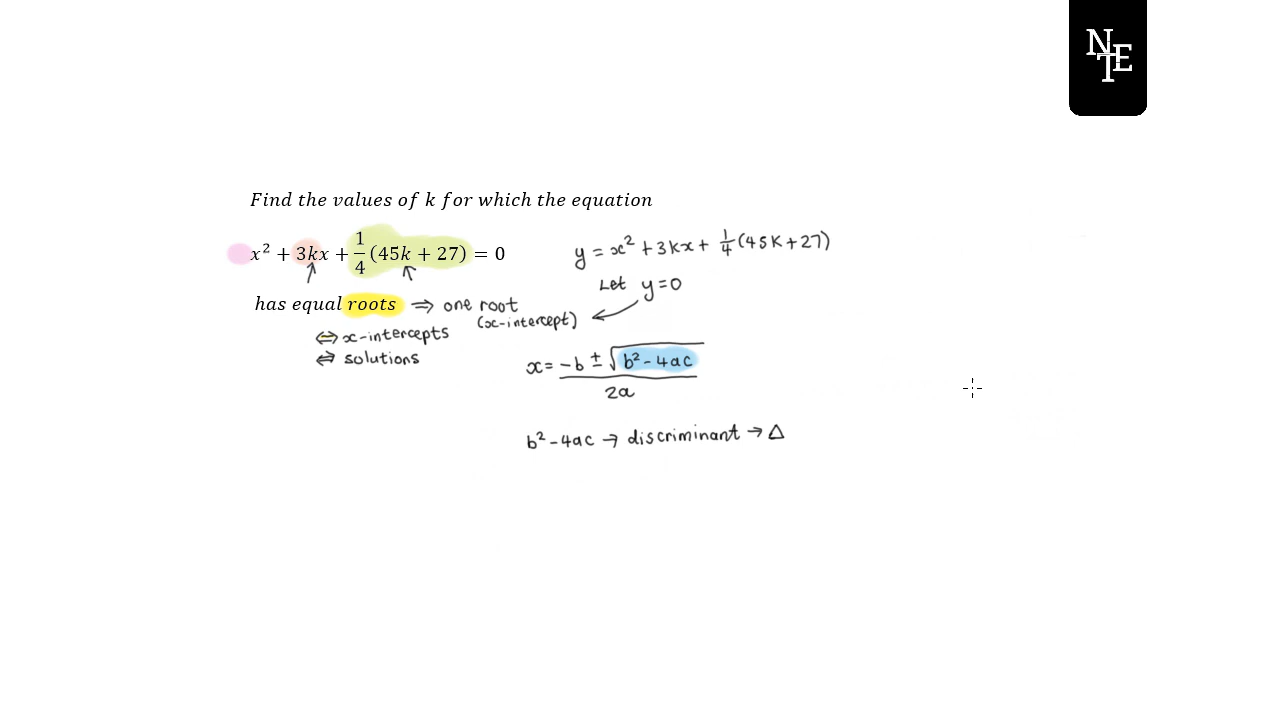 NTE
Find the values of k for which the equation
x² + 3kx + 1/4 (45k + 27) = 0
y = x² + 3kx + 1/4 (45k + 27)
Let y = 0
has equal roots ⇒ one root
(x-intercept)
⇔ x-intercepts
⇔ solutions
x = (-b ± √(b² - 4ac)) / 2a
b² - 4ac → discriminant → Δ